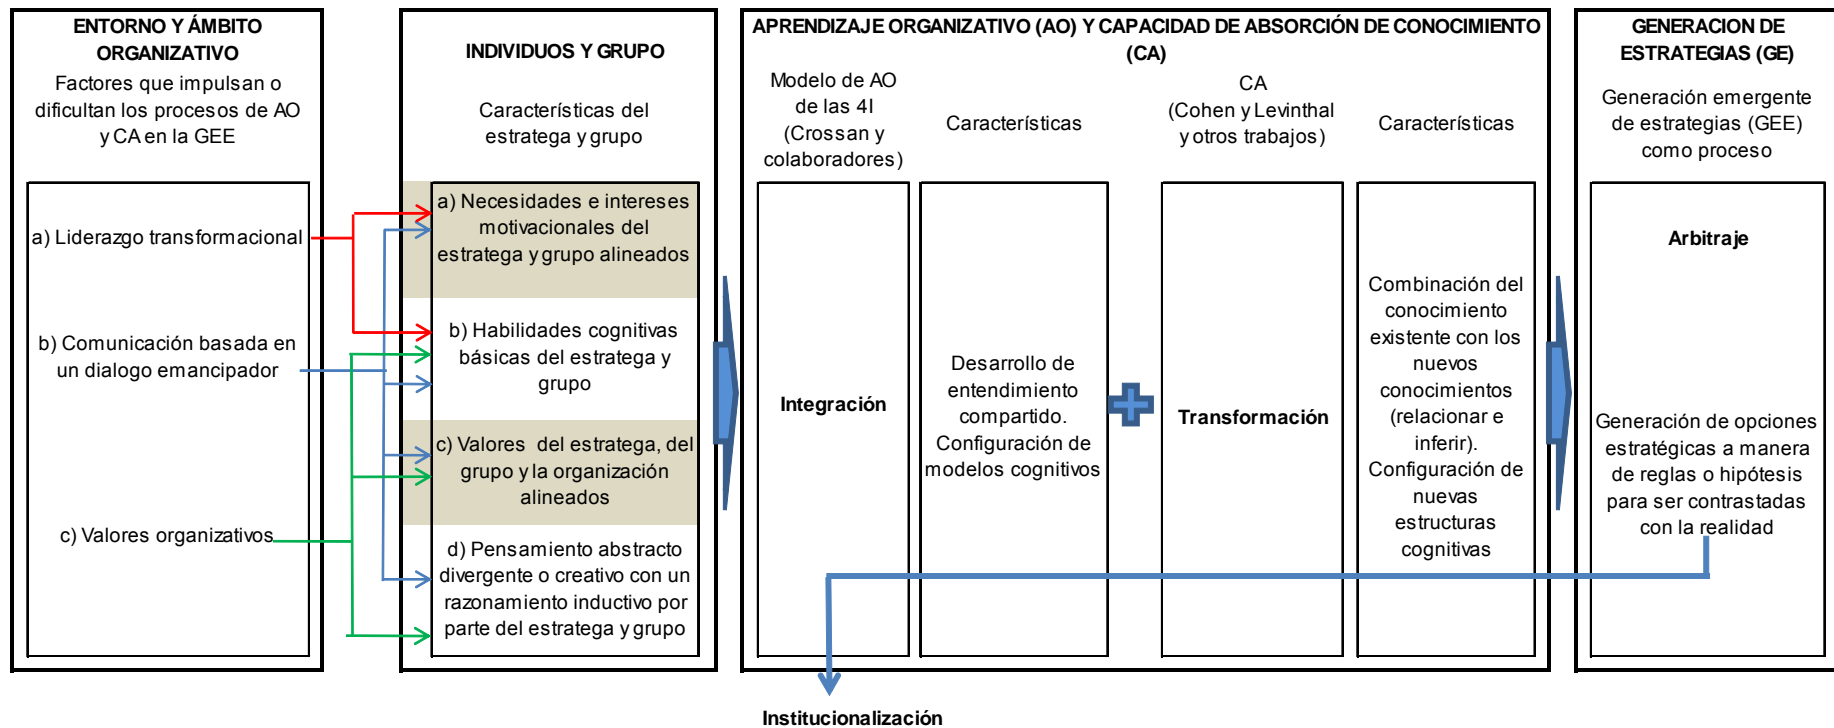 ENTORNO Y ÁMBITO
ORGANIZATIVO
Factores que impulsan o
dificultan los procesos de AO
y CA en la GEE
a) Liderazgo transformacional
b) Comunicación basada en
un dialogo emancipador
c) Valores organizativos
INDIVIDUOS Y GRUPO
Características del
estratega y grupo
a) Necesidades e intereses
motivacionales del
estratega y grupo alineados
b) Habilidades cognitivas
básicas del estratega y
grupo
c) Valores del estratega, del
grupo y la organización
alineados
d) Pensamiento abstracto
divergente o creativo con un
razonamiento inductivo por
parte del estratega y grupo
APRENDIZAJE ORGANIZATIVO (AO) Y CAPACIDAD DE ABSORCIÓN DE CONOCIMIENTO
(CA)
Modelo de AO
de las 4I
(Crossan y
colaboradores)
Integración
Características
Desarrollo de
entendimiento
compartido.
Configuración de
modelos cognitivos
CA
(Cohen y Levinthal
y otros trabajos)
Transformación
Características
Combinación del
conocimiento
existente con los
nuevos
conocimientos
(relacionar e
inferir).
Configuración de
nuevas
estructuras
cognitivas
GENERACION DE
ESTRATEGIAS (GE)
Generación emergente
de estrategias (GEE)
como proceso
Arbitraje
Generación de opciones
estratégicas a manera
de reglas o hipótesis
para ser contrastadas
con la realidad
Institucionalización